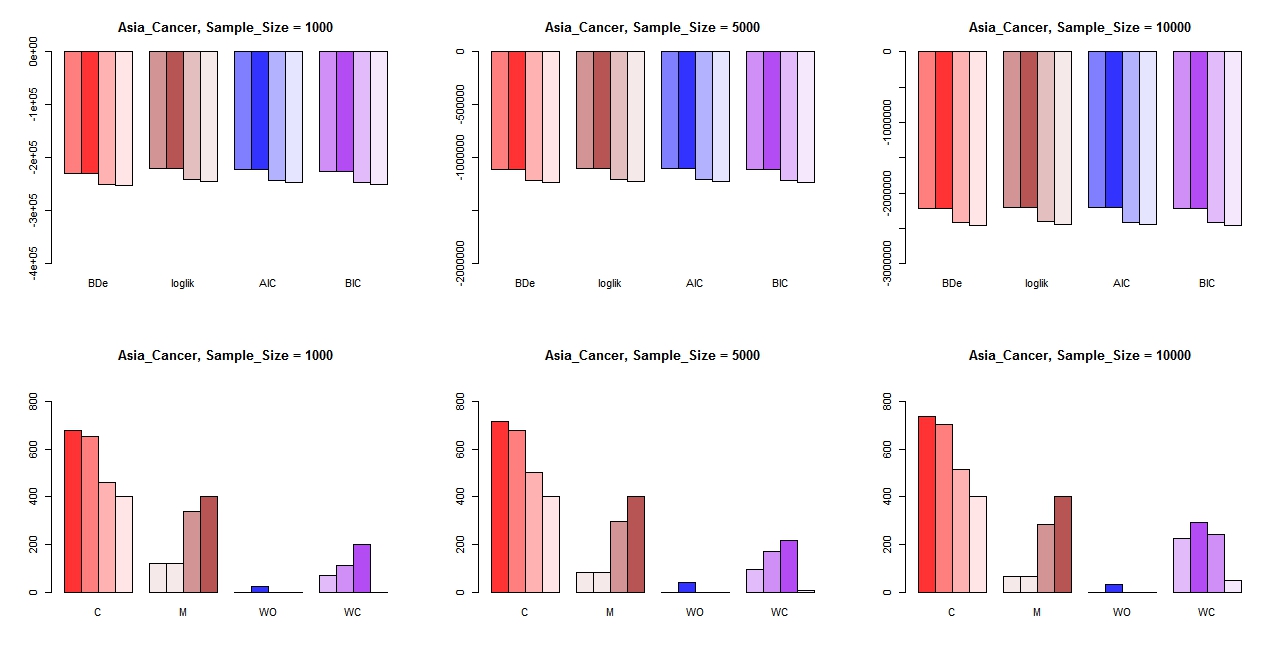 Asia_Cancer, Sample_Size = 1000
0e+00
-1e+05
-2e+05
-3e+05
-4e+05
BDe loglik AIC BIC
Asia_Cancer, Sample_Size = 5000
0
-500000
-1000000
-2000000
BDe loglik AIC BIC
Asia_Cancer, Sample_Size = 10000
0
-1000000
-2000000
-3000000
BDe loglik AIC BIC
Asia_Cancer, Sample_Size = 1000
800
600
400
200
0
C M WO WC
Asia_Cancer, Sample_Size = 5000
800
600
400
200
0
C M WO WC
Asia_Cancer, Sample_Size = 10000
800
600
400
200
0
C M WO WC